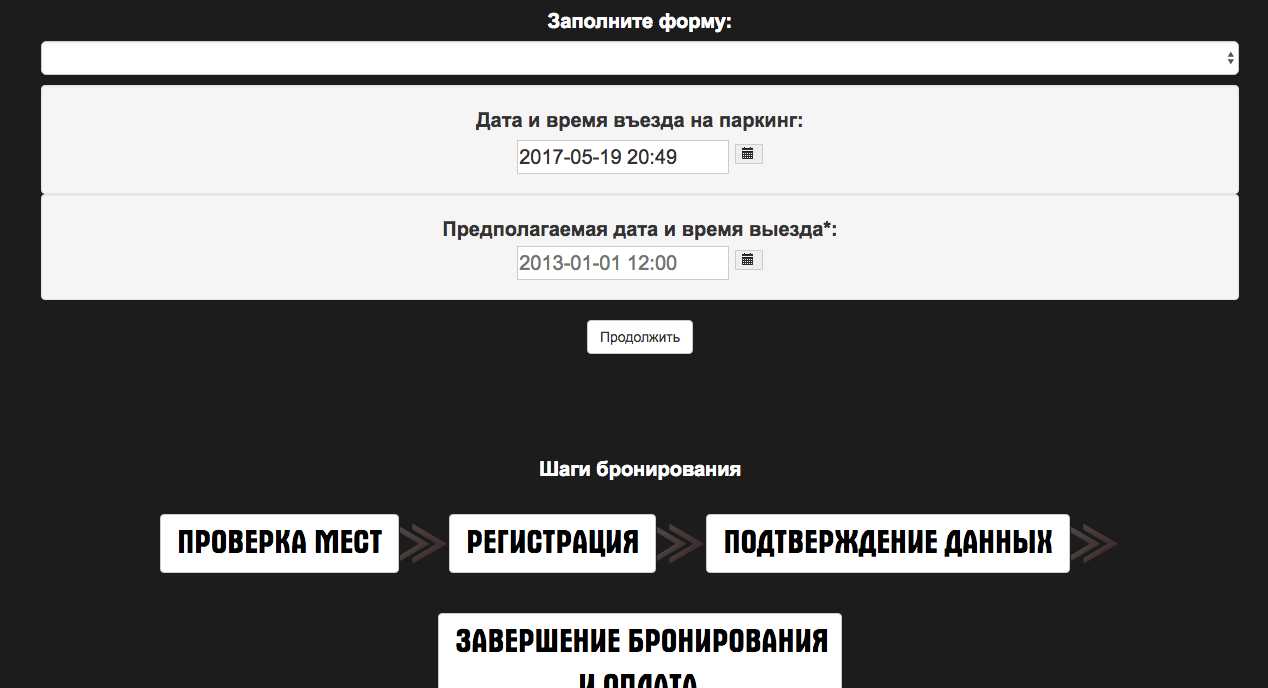 Заполните форму:
Дата и время въезда на паркинг:
2017-05-19 20:49
Предполагаемая дата и время выезда*:
2013-01-01 12:00
Продолжить
Шаги бронирования
ПРОВЕРКА МЕСТ
РЕГИСТРАЦИЯ
ПОДТВЕРЖДЕНИЕ ДАННЫХ
ЗАВЕРШЕНИЕ БРОНИРОВАНИЯ
И ОПЛАТА